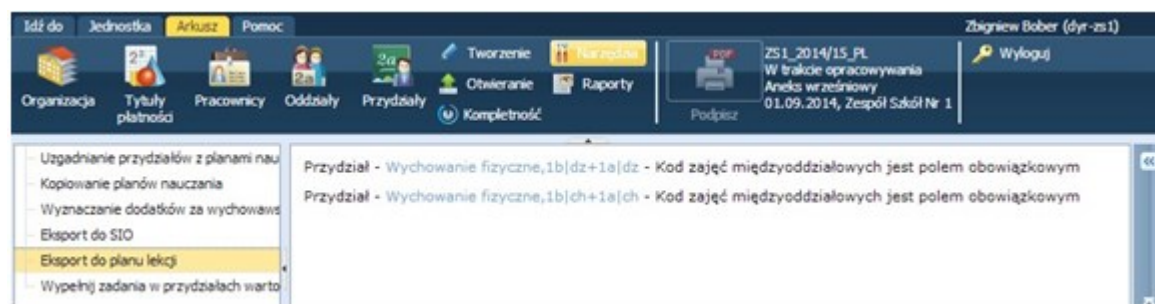 Idź do Jednostka Arkusz Pomoc Zbigniew Bober (dyr-zs1)
Organizacja
Tytuły
płatności
Pracownicy
Oddziały
Przydziały
Tworzenie
Otwieranie
Kompletność
Narzędzia
Raporty
Podpisz
ZS1_2014/15_PL
W trakcie opracowywania
Aneks wrześniowy
01.09.2014, Zespół Szkół Nr 1
Wyloguj
Uzgadnianie przydziałów z planami nau
Kopiowanie planów nauczania
Wyznaczanie dodatków za wychowaws
Eksport do SIO
Eksport do planu lekcji
Wypełnij zadania w przydziałach warto
Przydział - Wychowanie fizyczne,1b|dz+1a|dz - Kod zajęć międzyoddziałowych jest polem obowiązkowym
Przydział - Wychowanie fizyczne,1b|ch+1a|ch - Kod zajęć międzyoddziałowych jest polem obowiązkowym